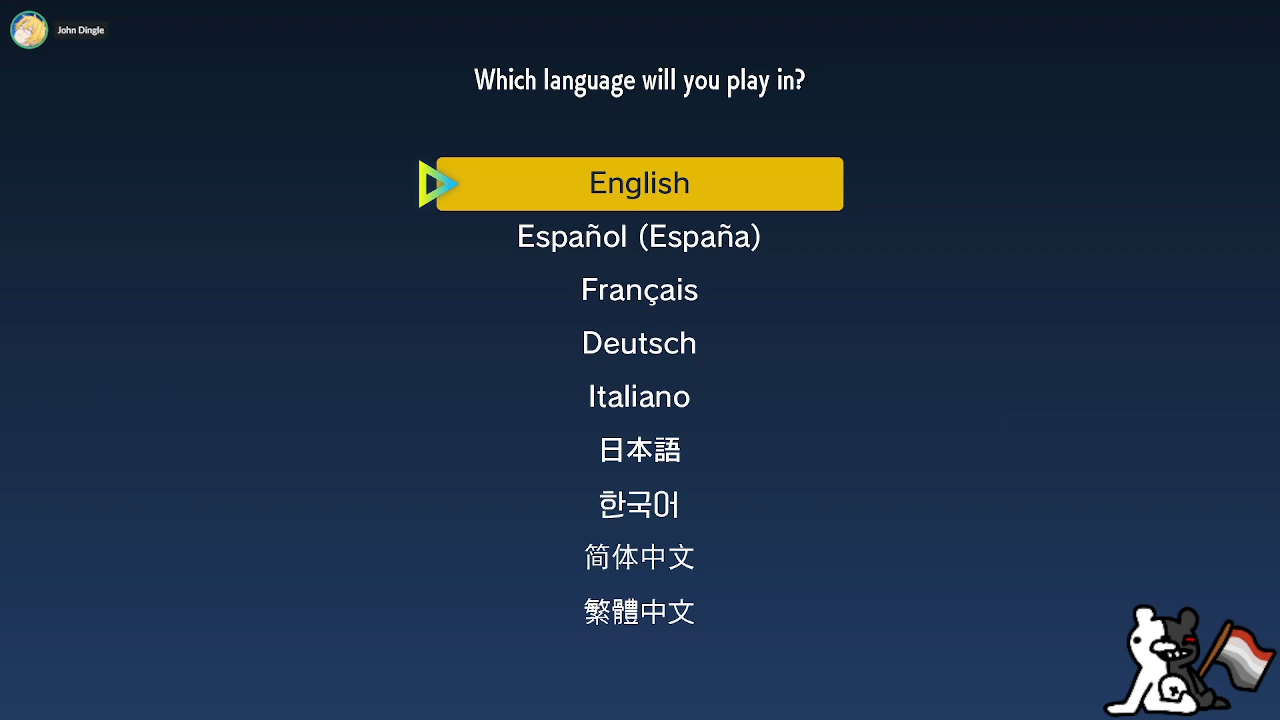 John Dingle
Which language will you play in?
English
Español (España)
Français
Deutsch
Italiano
日本語
한국어
简体中文
繁體中文